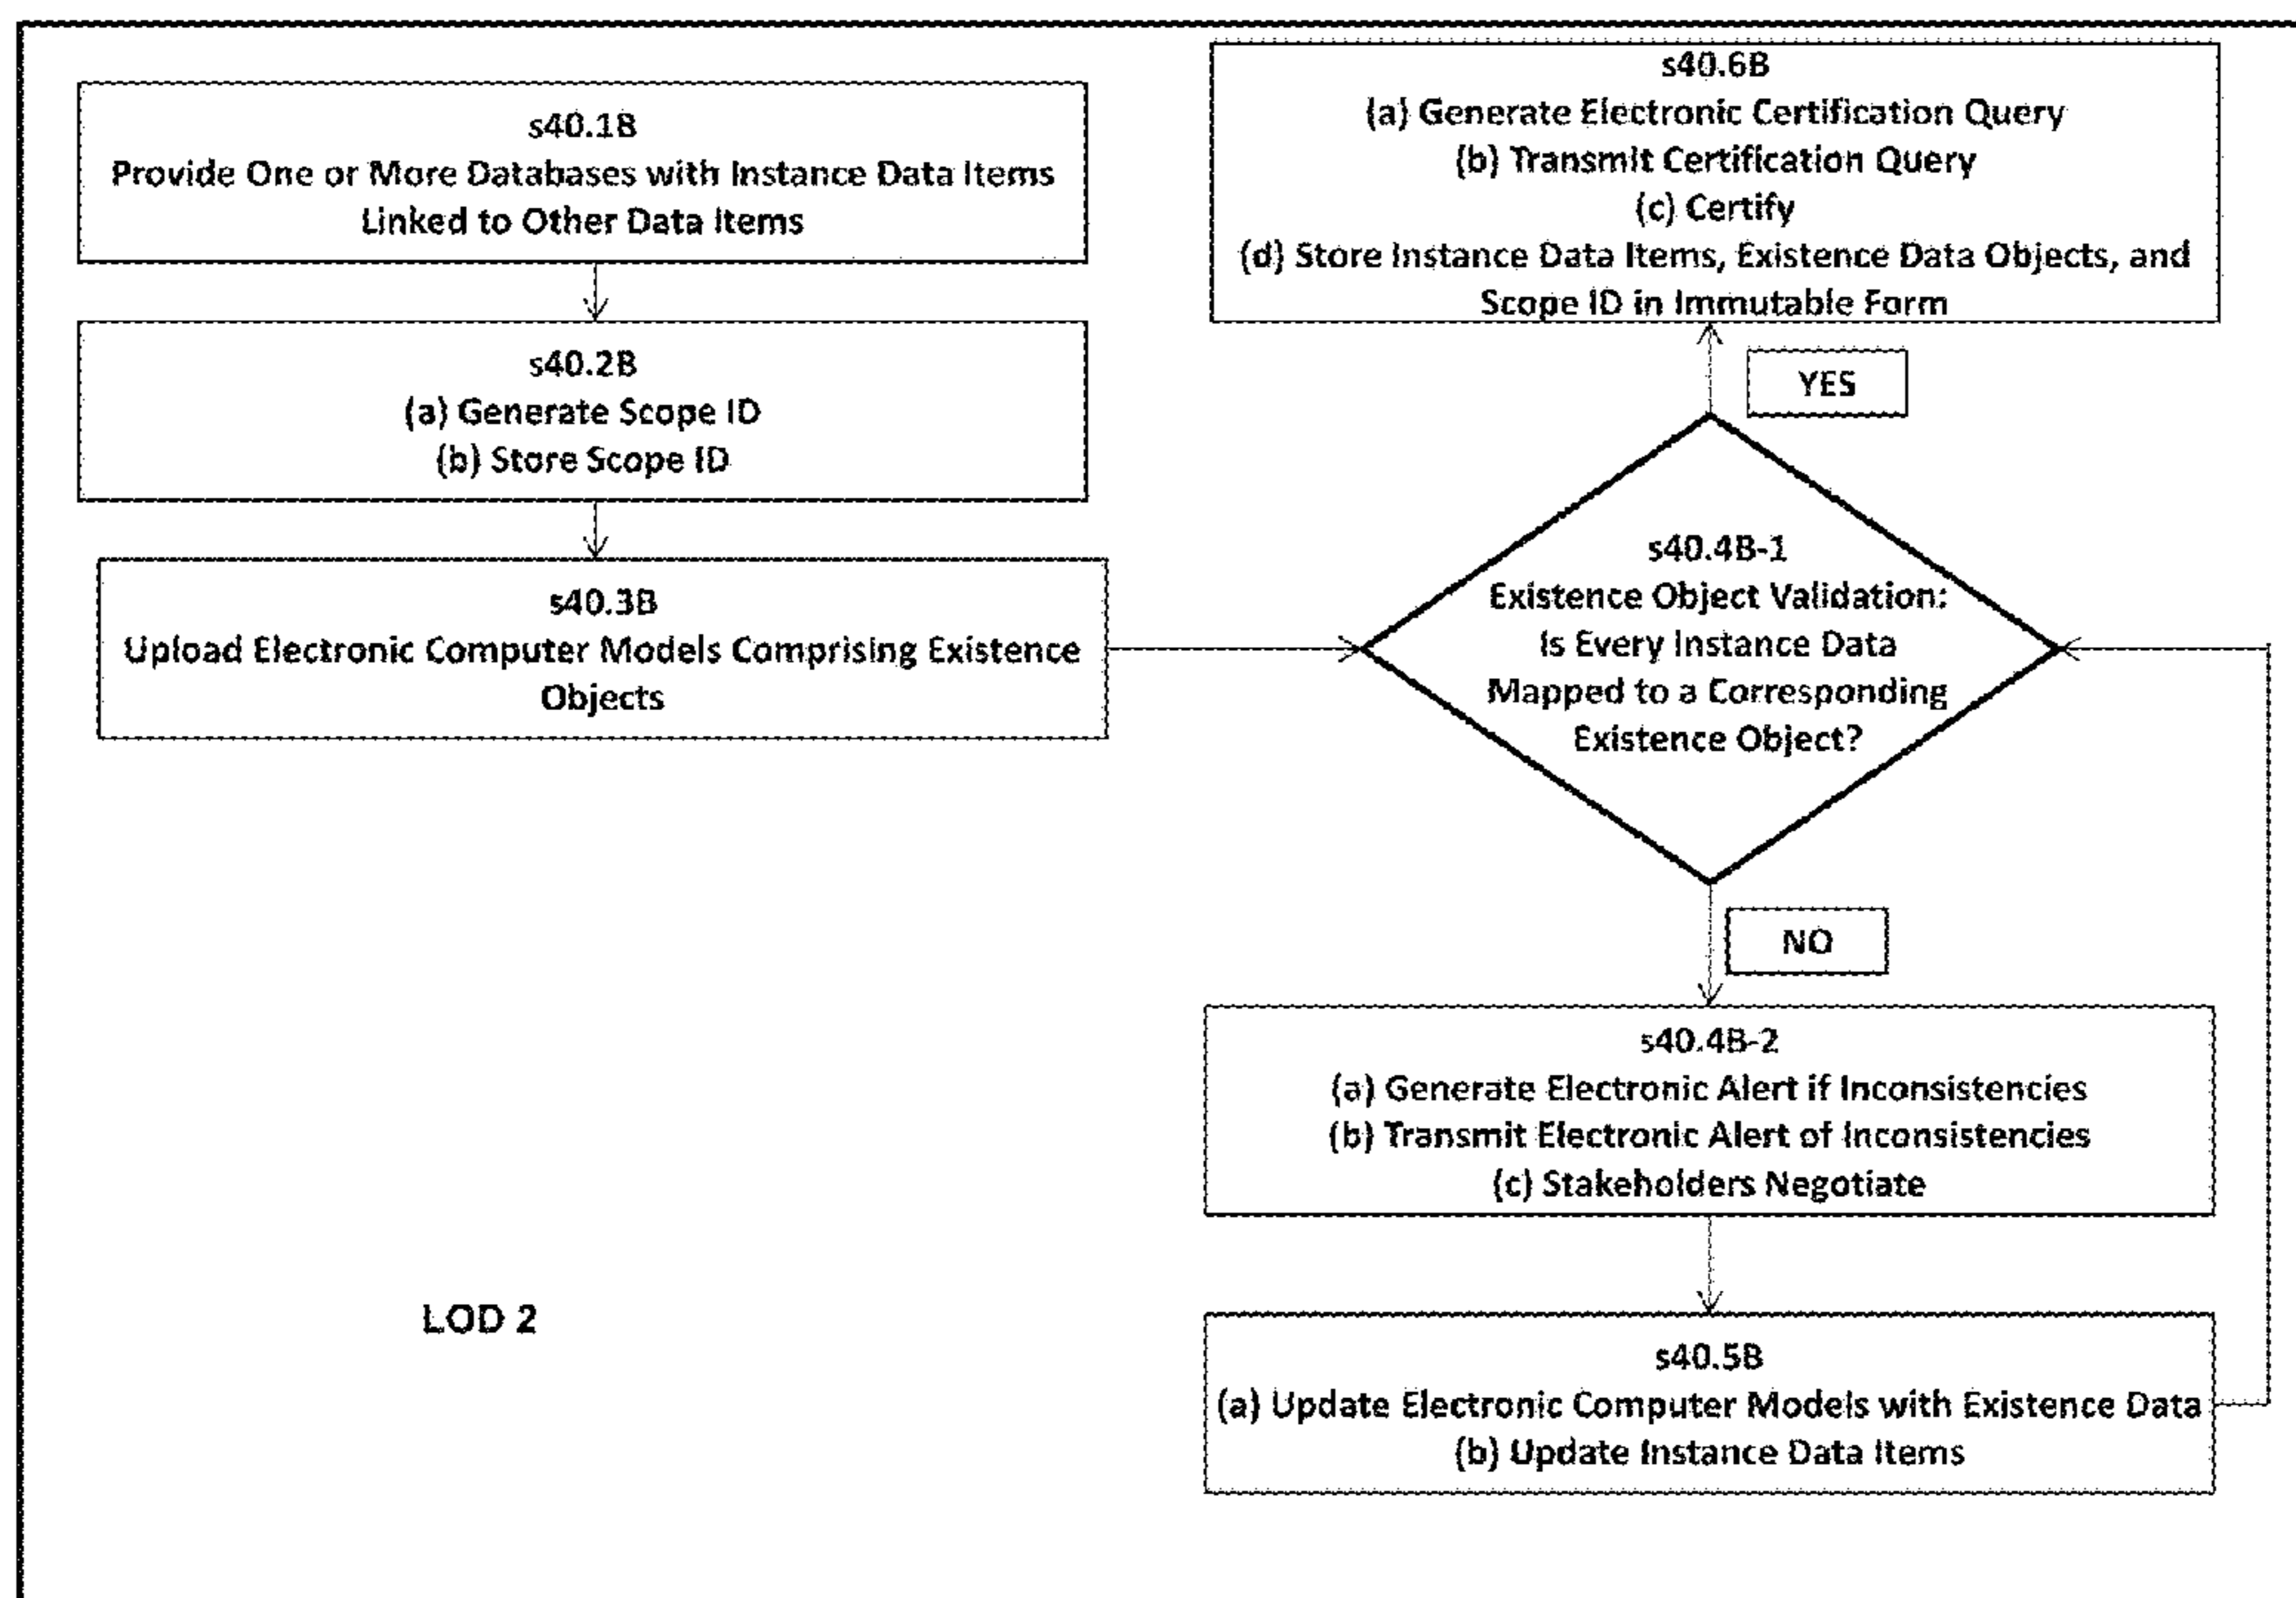 s40.1B
Provide One or More Databases with Instance Data Items
Linked to Other Data Items
s40.2B
(a) Generate Scope ID
(b) Store Scope ID
s40.3B
Upload Electronic Computer Models Comprising Existence
Objects
s40.6B
(a) Generate Electronic Certification Query
(b) Transmit Certification Query
(c) Certify
(d) Store Instance Data Items, Existence Data Objects, and
Scope ID in Immutable Form
YES
s40.4B-1
Existence Object Validation:
Is Every Instance Data
Mapped to a Corresponding
Existence Object?
NO
s40.4B-2
(a) Generate Electronic Alert if Inconsistencies
(b) Transmit Electronic Alert of Inconsistencies
(c) Stakeholders Negotiate
s40.5B
(a) Update Electronic Computer Models with Existence Data
(b) Update Instance Data Items
LOD 2